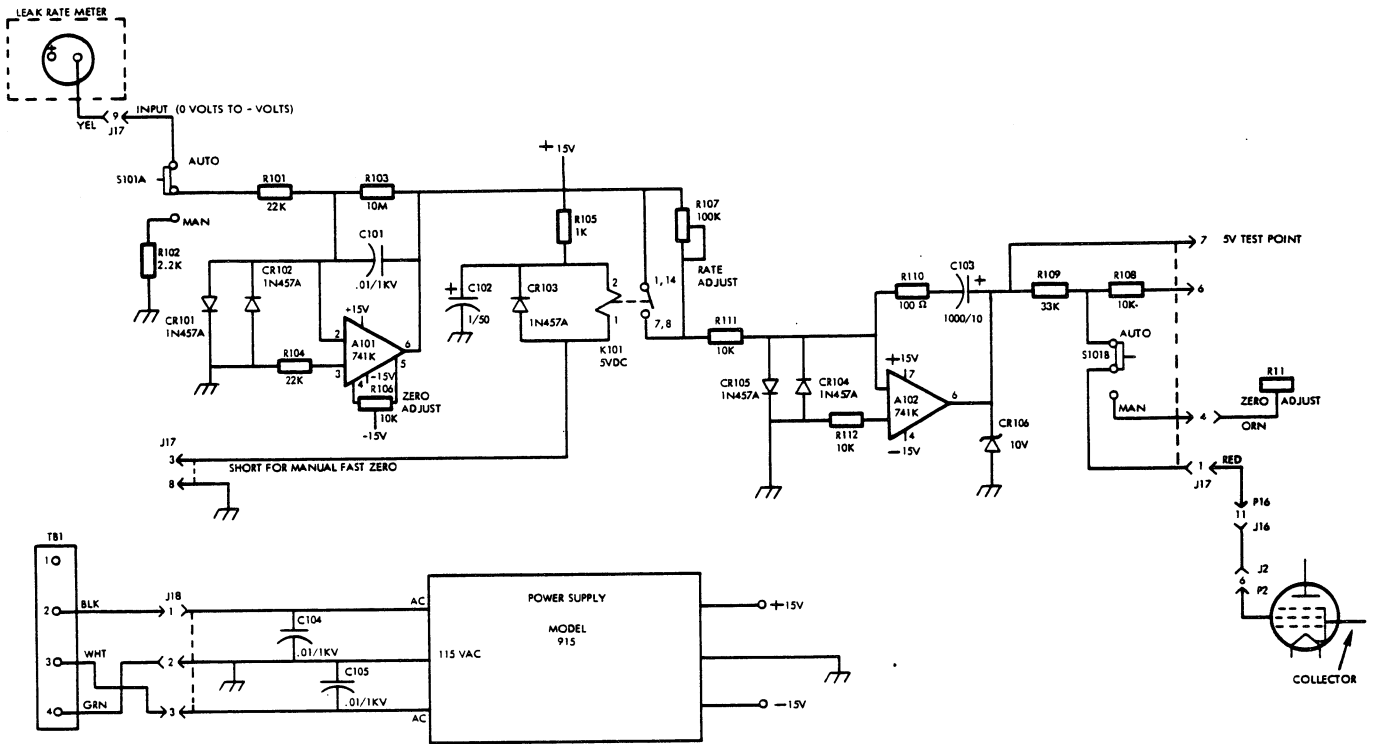 LEAK RATE METER
+
INPUT (0 VOLTS TO - VOLTS)
9
YEL
J17
AUTO
S101A
MAN
R101
22K
R103
10M
R102
2.2K
C101
.01/1KV
CR102
1N457A
CR101
1N457A
+15V
2
A101
741K
6
3
4
-15V
5
R104
22K
R106
10K
ZERO
ADJUST
-15V
+ 15V
R105
1K
+
C102
1/50
CR103
1N457A
2
1
K101
5VDC
1, 14
7, 8
R107
100K
RATE
ADJUST
R111
10K
R110
100 Ω
C103
+
1000/10
CR105
1N457A
CR104
1N457A
+15V
7
A102
741K
6
4
-15V
R112
10K
CR106
10V
R109
33K
R108
10K-
7
5V TEST POINT
6
AUTO
S101B
MAN
4
ORN
R11
ZERO ADJUST
1
RED
J17
P16
11
J16
J2
6
P2
COLLECTOR
J17
3
SHORT FOR MANUAL FAST ZERO
8
TB1
1
2
BLK
J18
1
3
WHT
2
4
GRN
3
C104
.01/1KV
C105
.01/1KV
AC
115 VAC
AC
POWER SUPPLY
MODEL
915
+15V
-15V